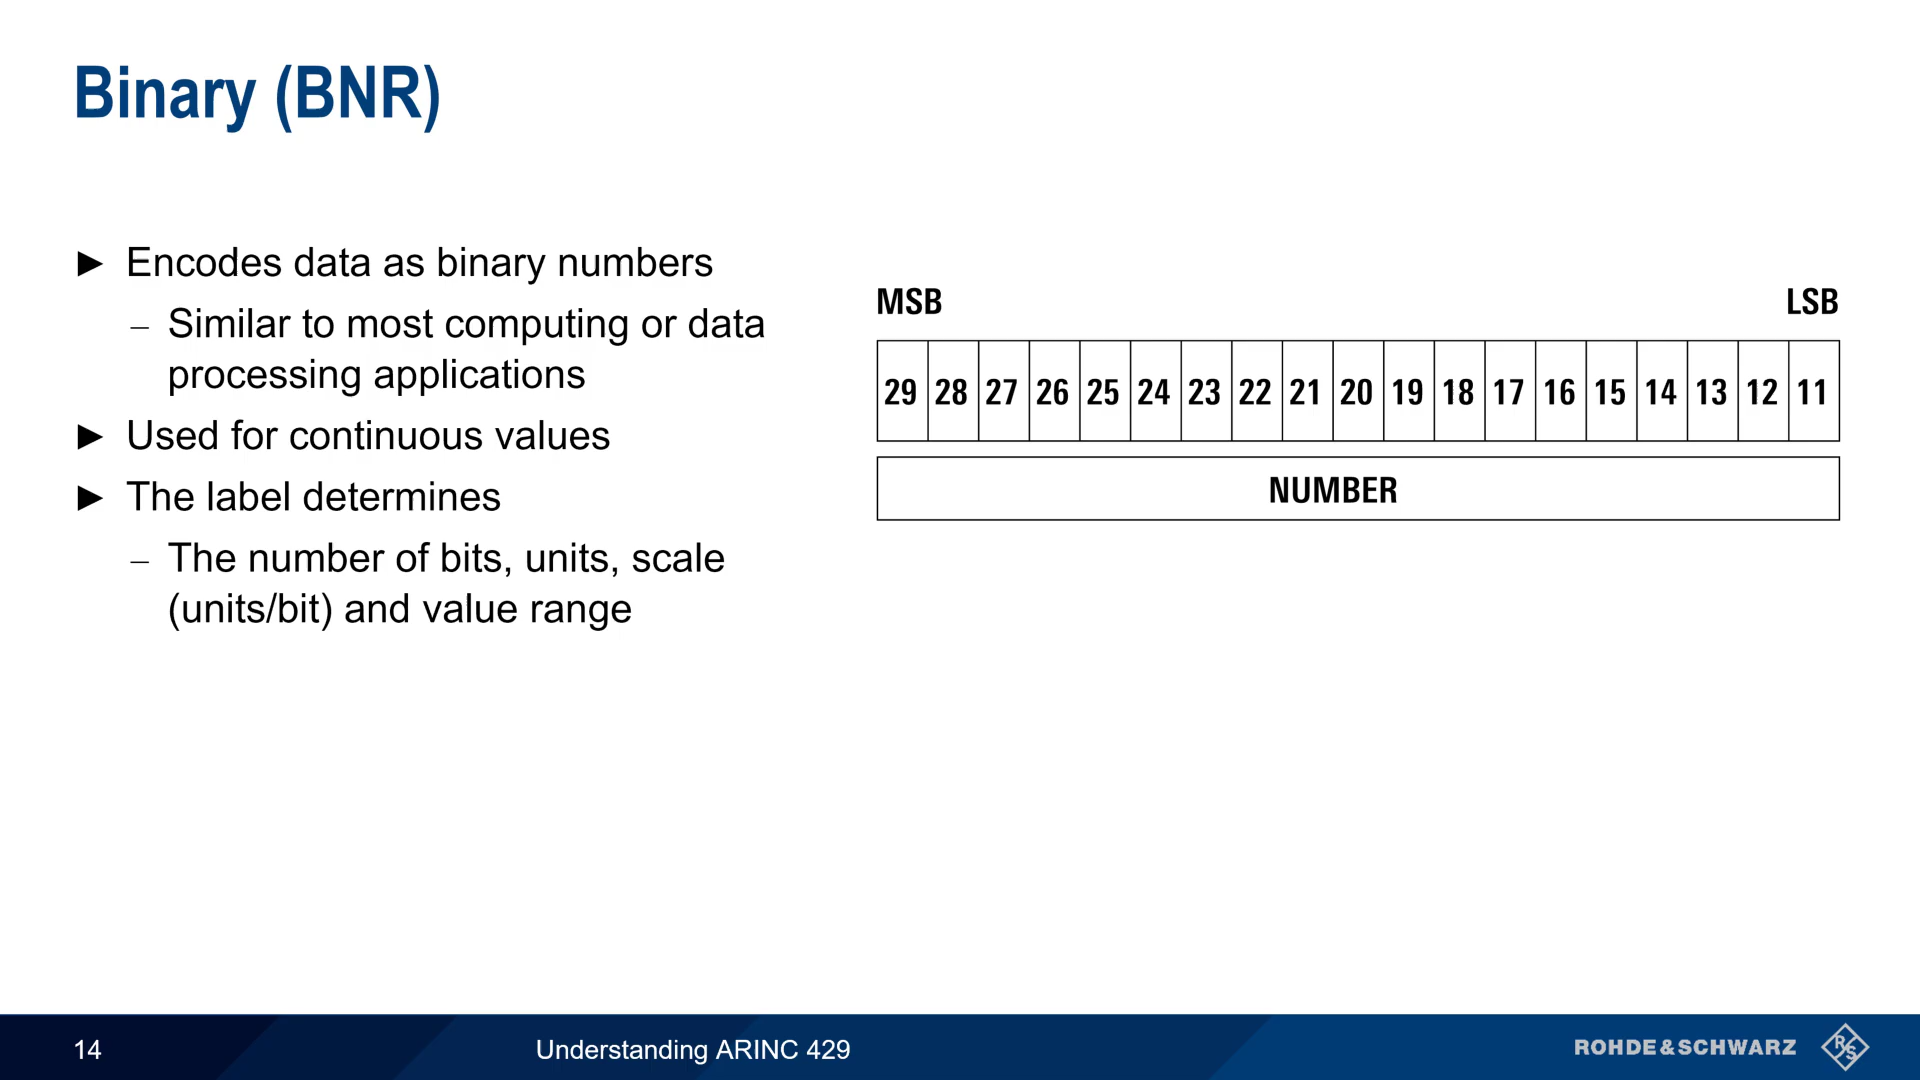 Binary (BNR)
► Encodes data as binary numbers
– Similar to most computing or data
processing applications
► Used for continuous values
► The label determines
– The number of bits, units, scale
(units/bit) and value range
MSB LSB
29 28 27 26 25 24 23 22 21 20 19 18 17 16 15 14 13 12 11
NUMBER
14 Understanding ARINC 429 ROHDE&SCHWARZ RS